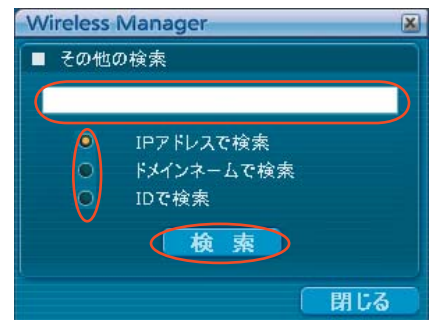 Wireless Manager
■ その他の検索
IPアドレスで検索
ドメインネームで検索
IDで検索
検 索
閉じる